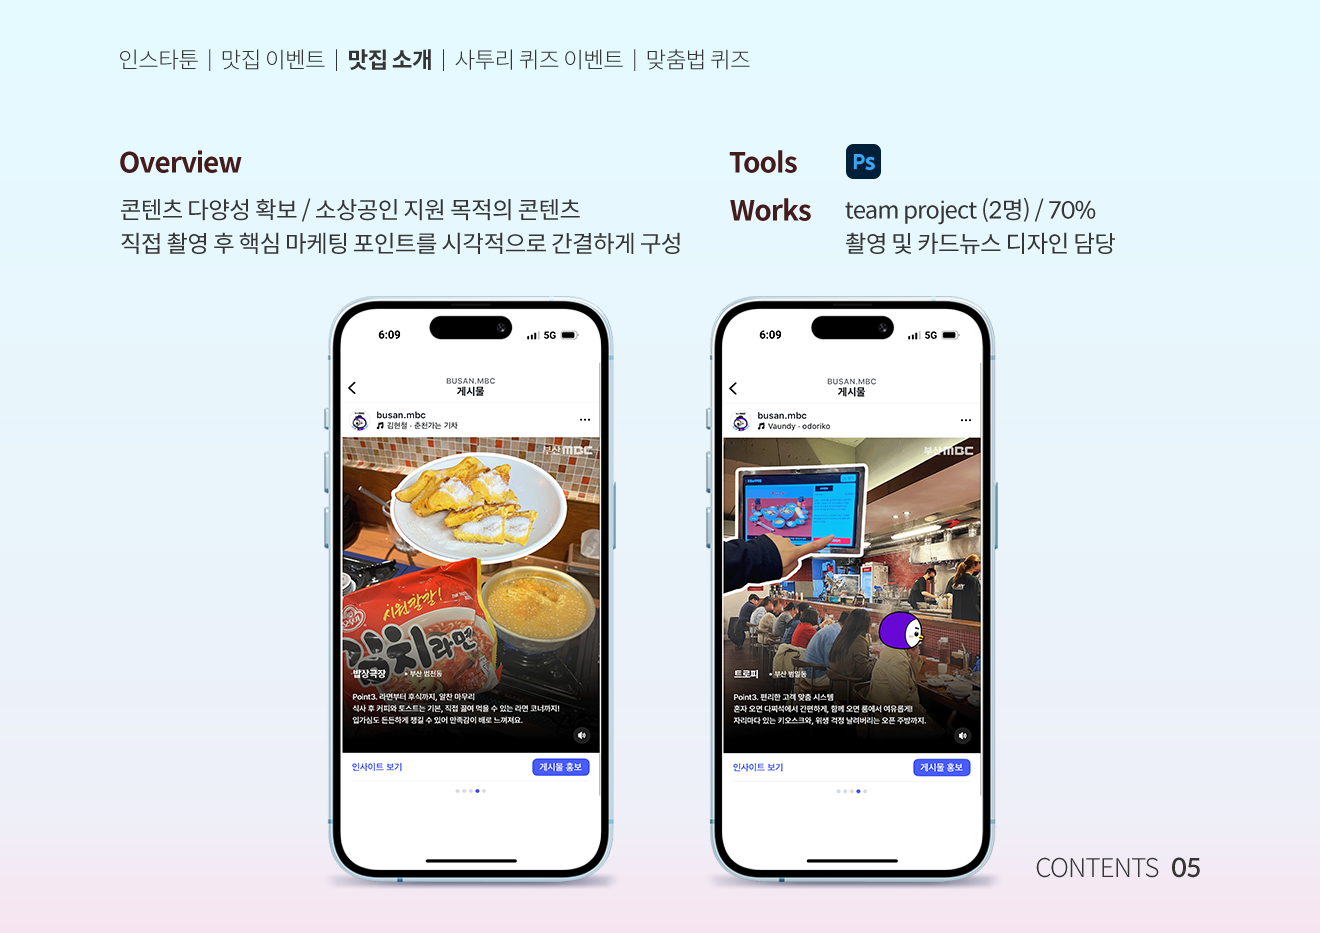 인스타툰 | 맛집 이벤트 | 맛집 소개 | 사투리 퀴즈 이벤트 | 맞춤법 퀴즈
Overview
콘텐츠 다양성 확보 / 소상공인 지원 목적의 콘텐츠
직접 촬영 후 핵심 마케팅 포인트를 시각적으로 간결하게 구성
Tools Ps
Works team project (2명) / 70%
촬영 및 카드뉴스 디자인 담당
6:09 5G
BUSAN.MBC
게시물
busan.mbc
김현철 · 춘천가는 기차
부산MBC
시원칼칼!
김치라면
밥상극장 • 부산 범천동
Point3. 라면부터 후식까지, 알찬 마무리
식사 후 커피와 토스트는 기본, 직접 끓여 먹을 수 있는 라면 코너까지!
입가심도 든든하게 챙길 수 있어 만족감이 배로 느껴져요.
인사이트 보기 게시물 홍보
6:09 5G
BUSAN.MBC
게시물
busan.mbc
Vaundy · odoriko
부산MBC
트로피 • 부산 범일동
Point3. 편리한 고객 맞춤 시스템
혼자 오면 다찌석에서 간편하게, 함께 오면 룸에서 여유롭게!
자리마다 있는 키오스크와, 위생 걱정 날려버리는 오픈 주방까지.
인사이트 보기 게시물 홍보
CONTENTS 05